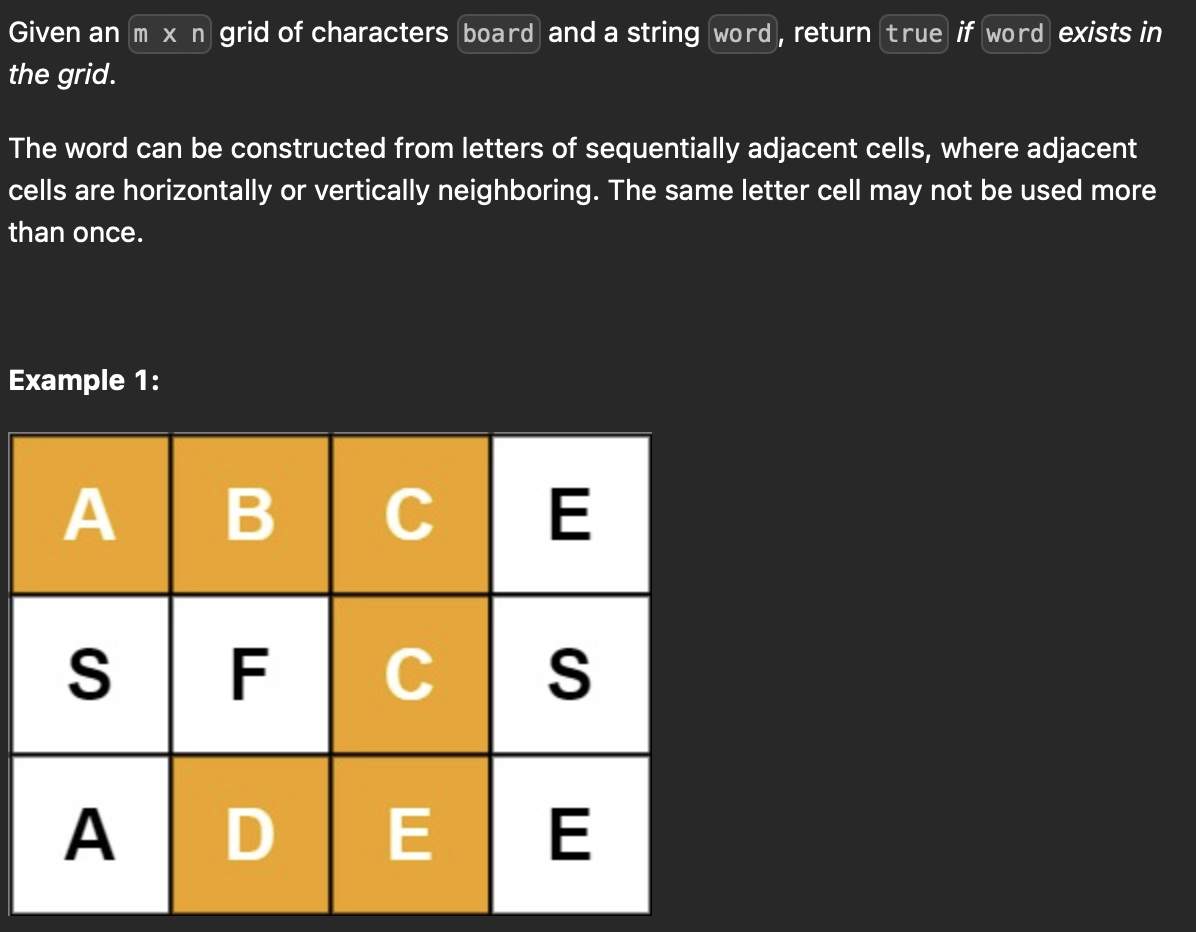 Given an m x n grid of characters board and a string word, return true if word exists in
the grid.
The word can be constructed from letters of sequentially adjacent cells, where adjacent
cells are horizontally or vertically neighboring. The same letter cell may not be used more
than once.
Example 1:
A B C E
S F C S
A D E E